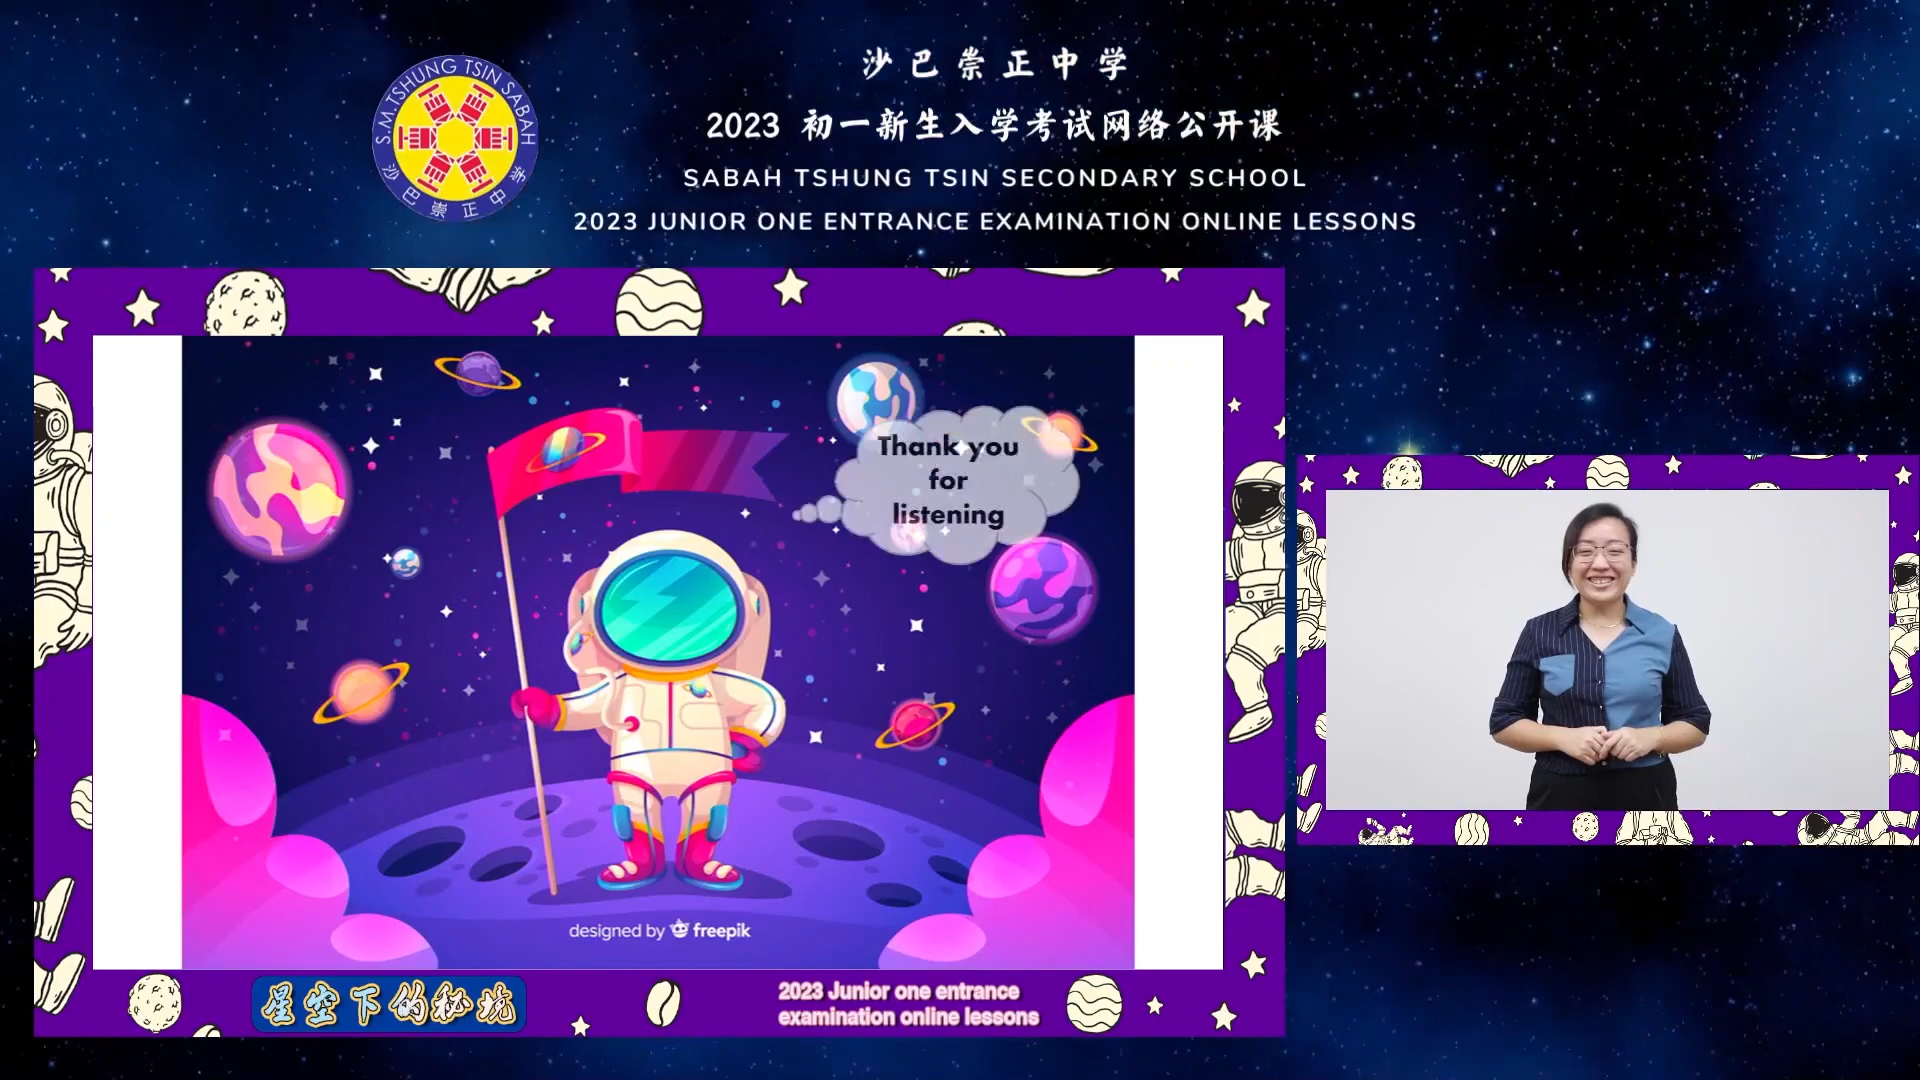 沙巴崇正中学
2023 初一新生入学考试网络公开课
SABAH TSHUNG TSIN SECONDARY SCHOOL
2023 JUNIOR ONE ENTRANCE EXAMINATION ONLINE LESSONS
S.M. TSHUNG TSIN SABAH
沙巴崇正中学
Thank you
for
listening
designed by freepik
星空下的秘境
2023 Junior one entrance
examination online lessons